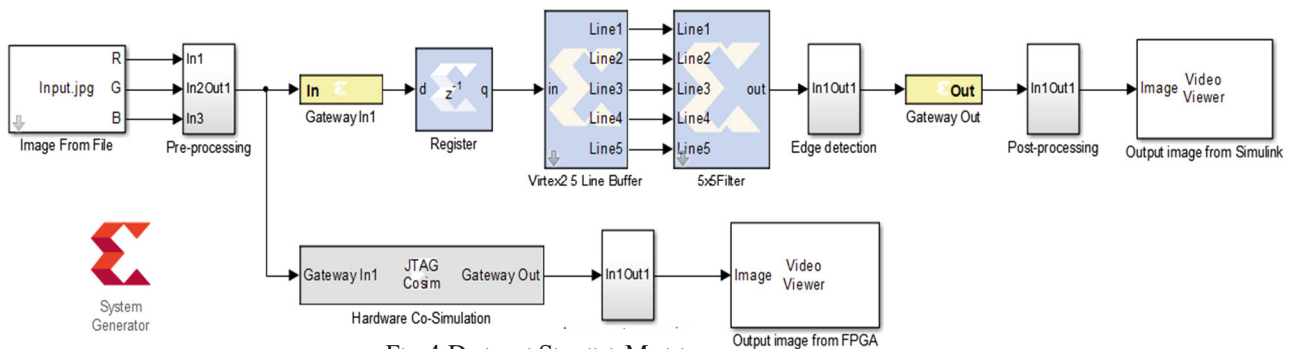 R
G
B
Input.jpg
Image From File
In1
In2Out1
In3
Pre-processing
In
Gateway In1
d z-1 q
Register
in
Line1
Line2
Line3
Line4
Line5
Virtex2 5 Line Buffer
Line1
Line2
Line3
Line4
Line5
out
5x5Filter
In1Out1
Edge detection
Out
Gateway Out
In1Out1
Post-processing
Image Video
Viewer
Output image from Simulink
System
Generator
Gateway In1 JTAG Gateway Out
Cosim
Hardware Co-Simulation
In1Out1
Image Video
Viewer
Output image from FPGA